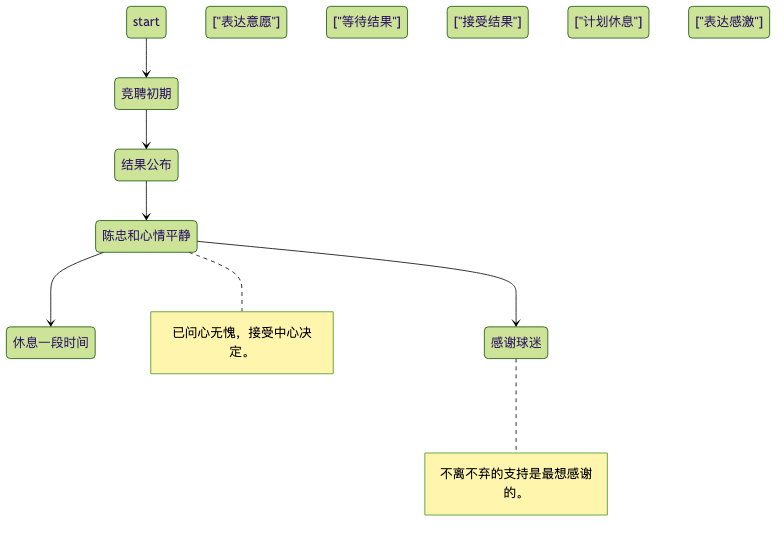 start
["表达意愿"]
["等待结果"]
["接受结果"]
["计划休息"]
["表达感激"]
竞聘初期
结果公布
陈忠和心情平静
休息一段时间
已问心无愧，接受中心决
定。
感谢球迷
不离不弃的支持是最想感谢
的。